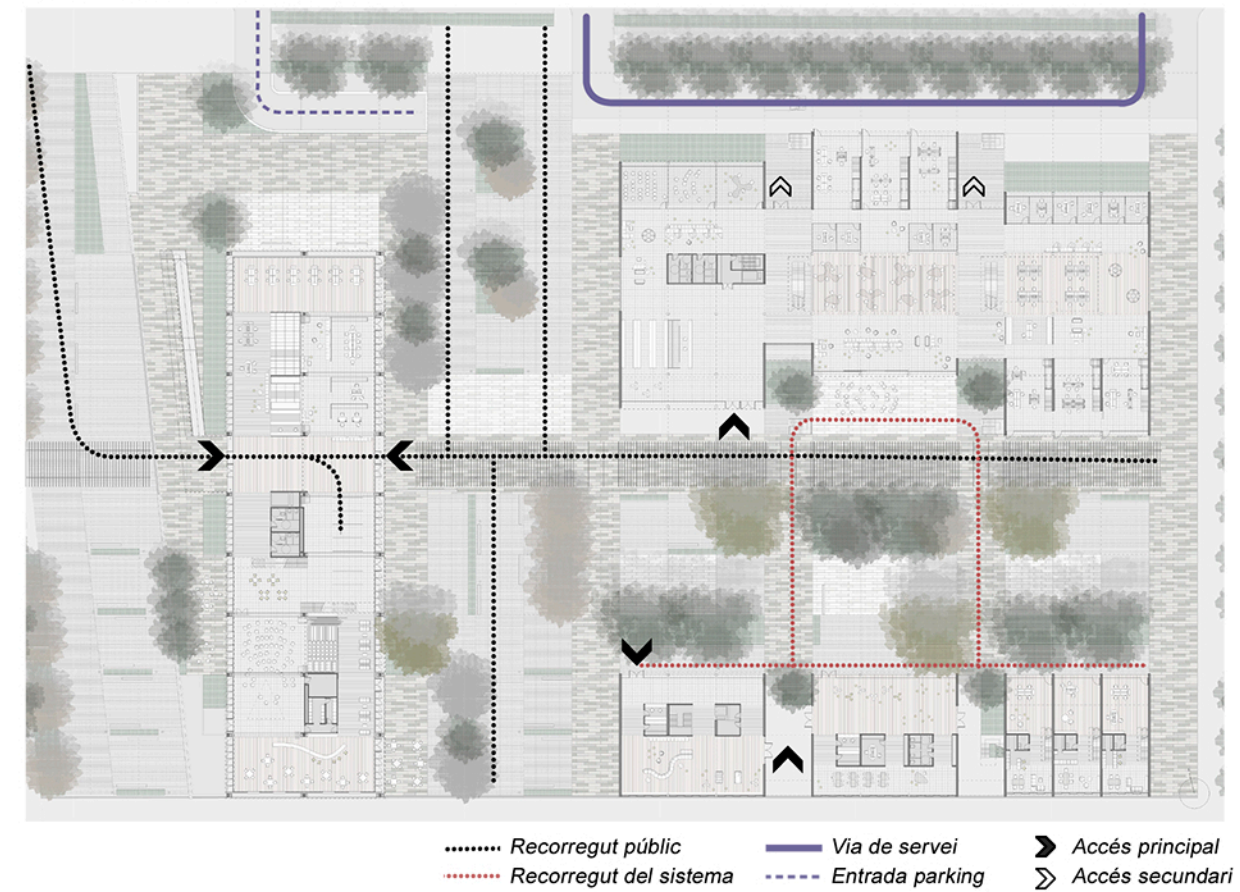 Recorregut públic
Via de servei
Accés principal
Recorregut del sistema
Entrada parking
Accés secundari